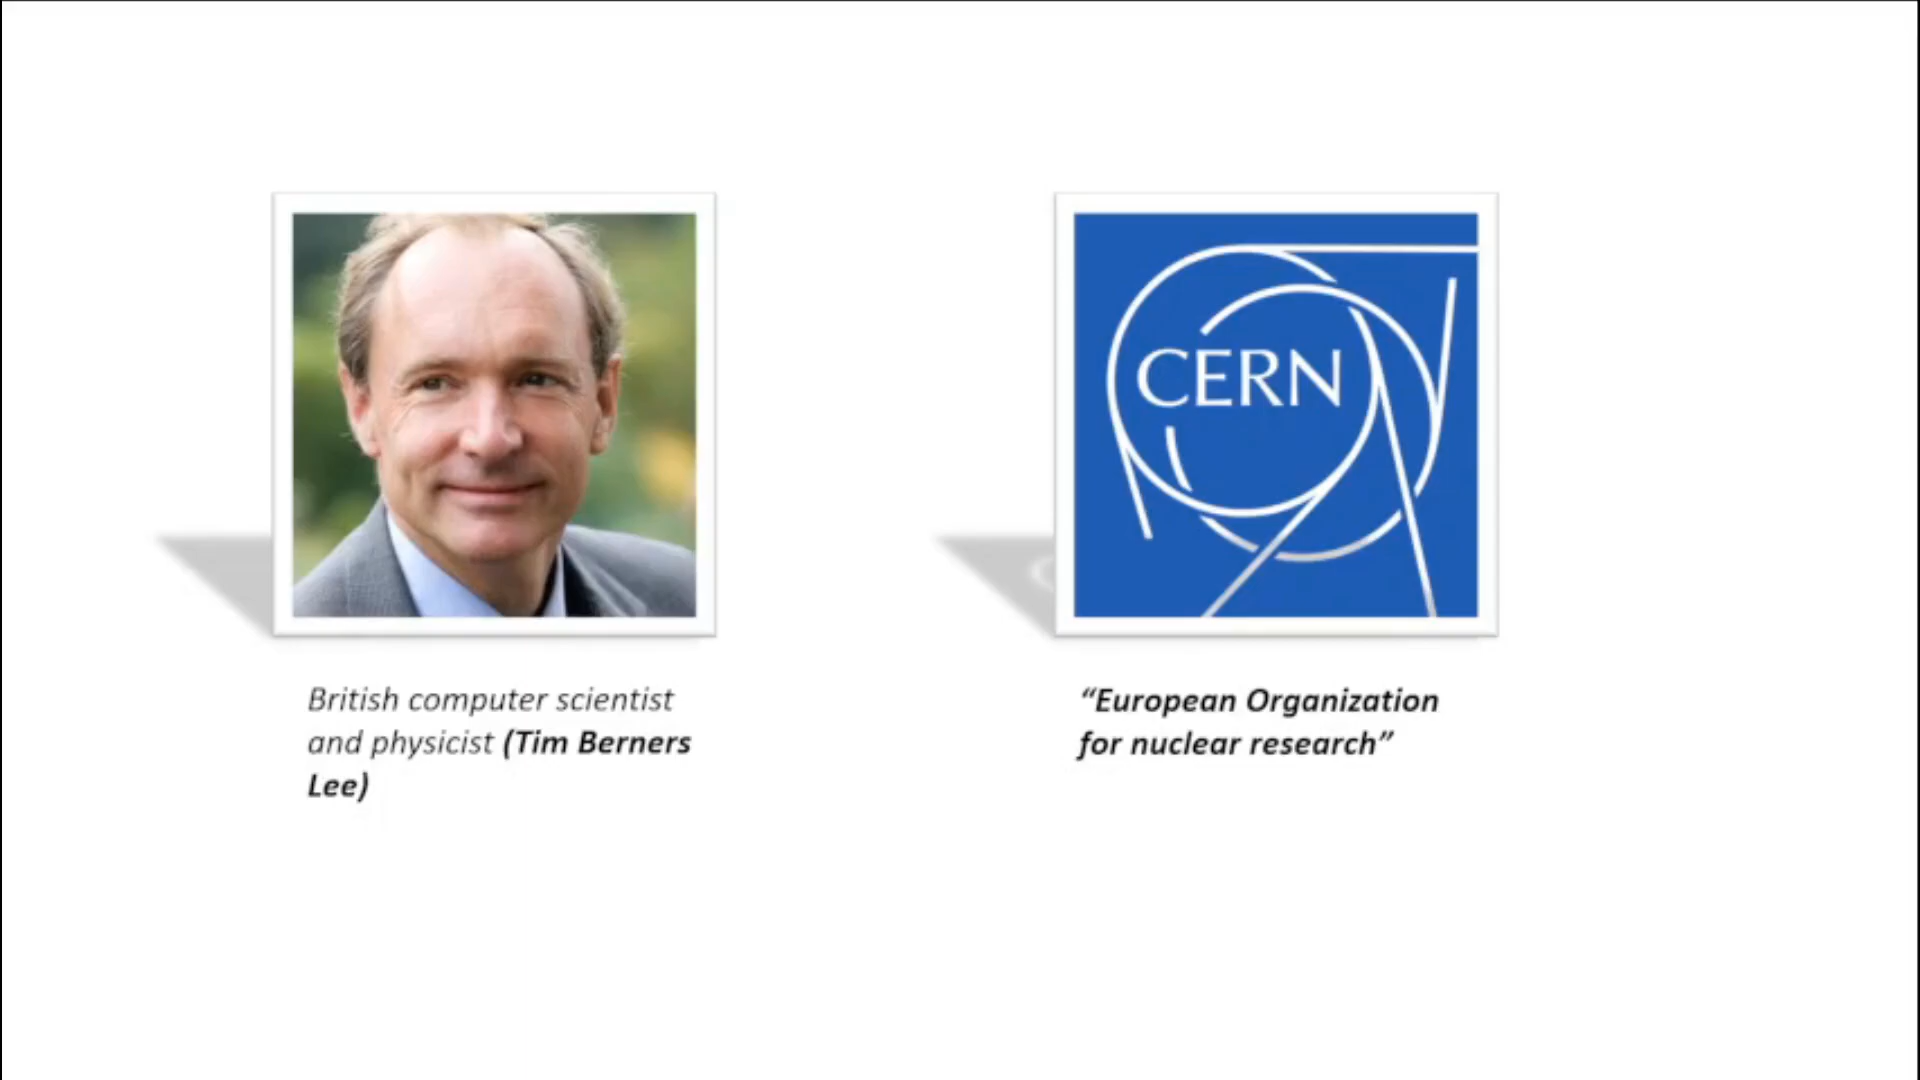 CERN
British computer scientist
and physicist (Tim Berners
Lee)
“European Organization
for nuclear research”